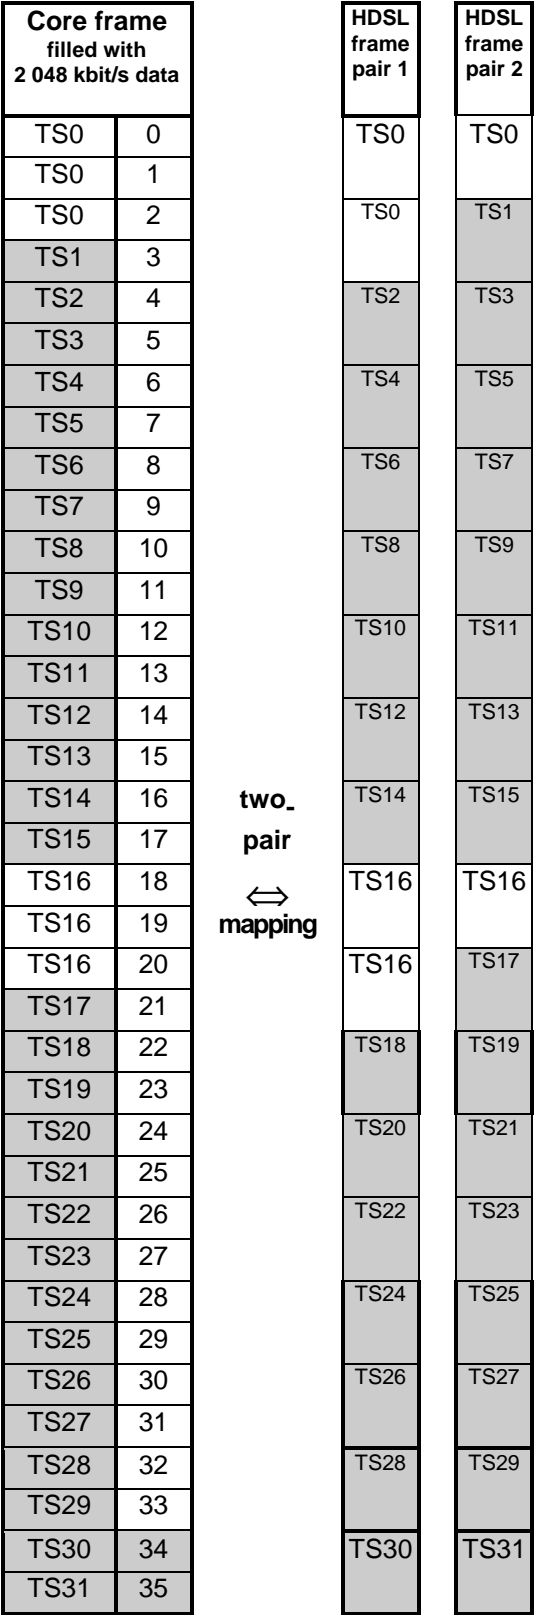 Core frame
filled with
2 048 kbit/s data
HDSL
frame
pair 1
HDSL
frame
pair 2
TS0 0 TS0 TS0
TS0 1
TS0 2 TS0 TS1
TS1 3
TS2 4 TS2 TS3
TS3 5
TS4 6 TS4 TS5
TS5 7
TS6 8 TS6 TS7
TS7 9
TS8 10 TS8 TS9
TS9 11
TS10 12 TS10 TS11
TS11 13
TS12 14 TS12 TS13
TS13 15
TS14 16 two- TS14 TS15
TS15 17 pair
TS16 18 ⇔ TS16 TS16
TS16 19 mapping
TS16 20 TS16 TS17
TS17 21
TS18 22 TS18 TS19
TS19 23
TS20 24 TS20 TS21
TS21 25
TS22 26 TS22 TS23
TS23 27
TS24 28 TS24 TS25
TS25 29
TS26 30 TS26 TS27
TS27 31
TS28 32 TS28 TS29
TS29 33
TS30 34 TS30 TS31
TS31 35